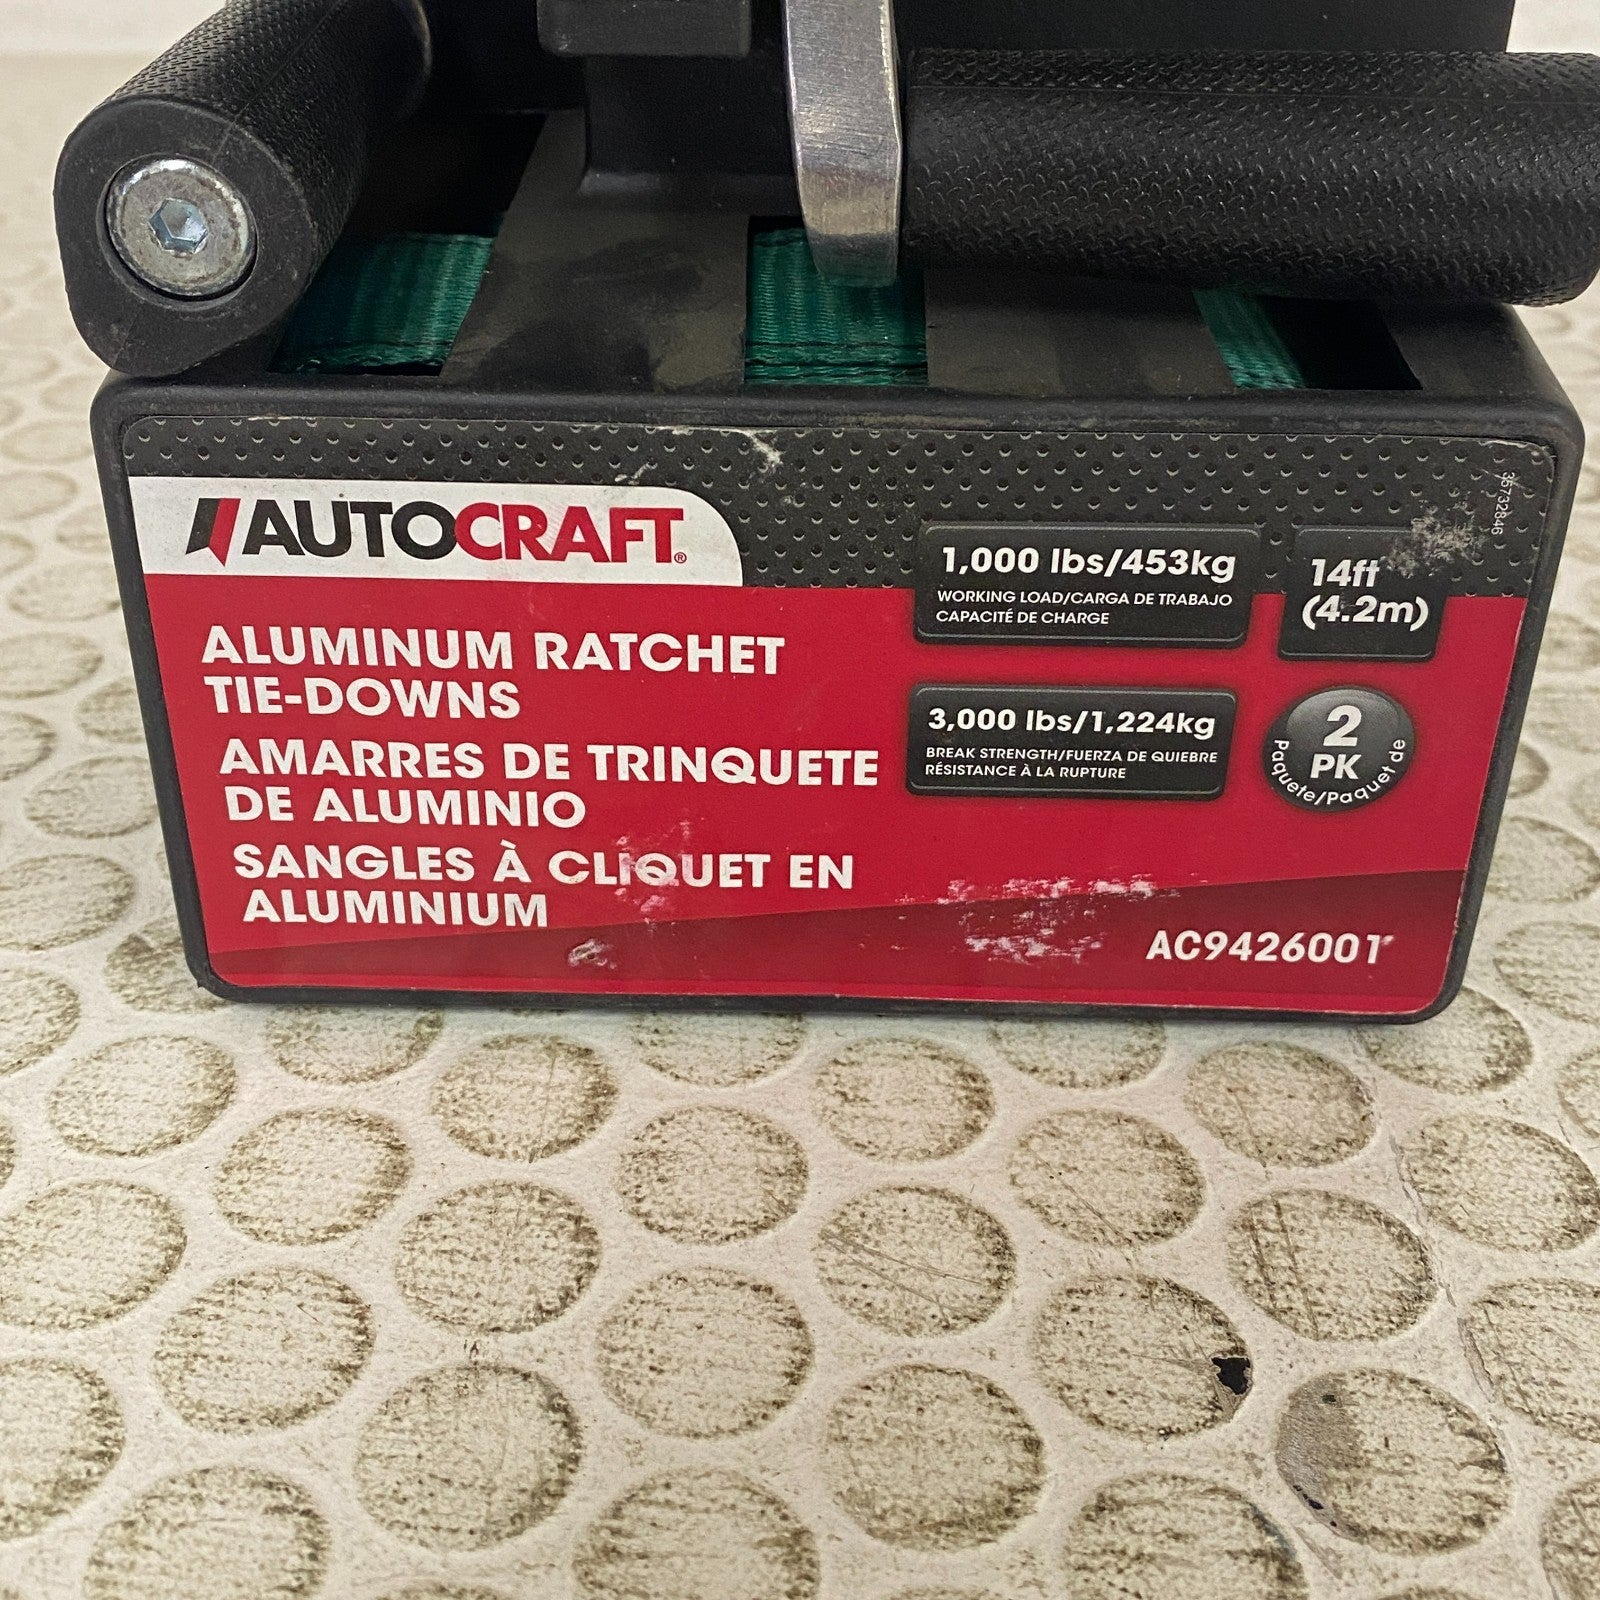 AUTOCRAFT®
ALUMINUM RATCHET
TIE-DOWNS
AMARRES DE TRINQUETE
DE ALUMINIO
SANGLES À CLIQUET EN
ALUMINIUM
1,000 lbs/453kg
WORKING LOAD/CARGA DE TRABAJO
CAPACITÉ DE CHARGE
14ft
(4.2m)
3,000 lbs/1,224kg
BREAK STRENGTH/FUERZA DE QUIEBRE
RÉSISTANCE À LA RUPTURE
2
PK
Paquete/Paquet de
AC9426001
35732846